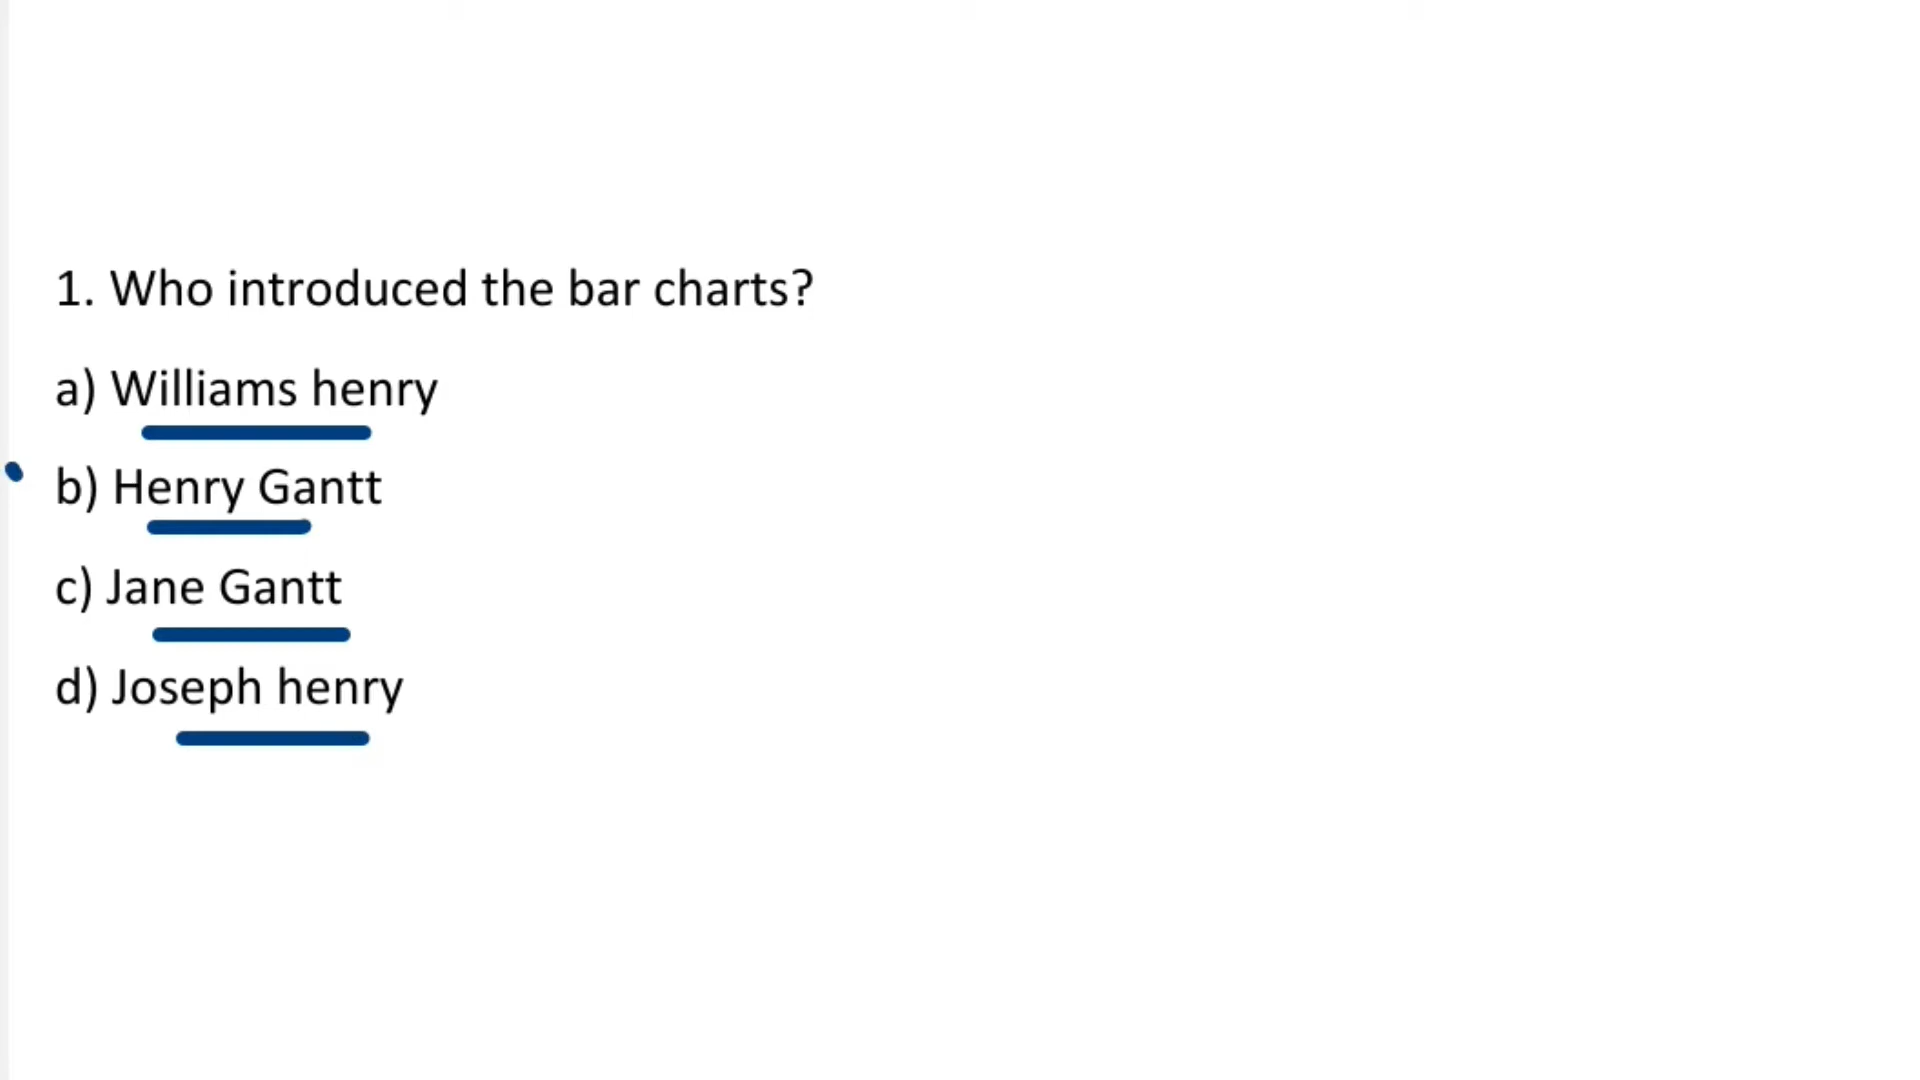 1. Who introduced the bar charts?
a) Williams henry
b) Henry Gantt
c) Jane Gantt
d) Joseph henry